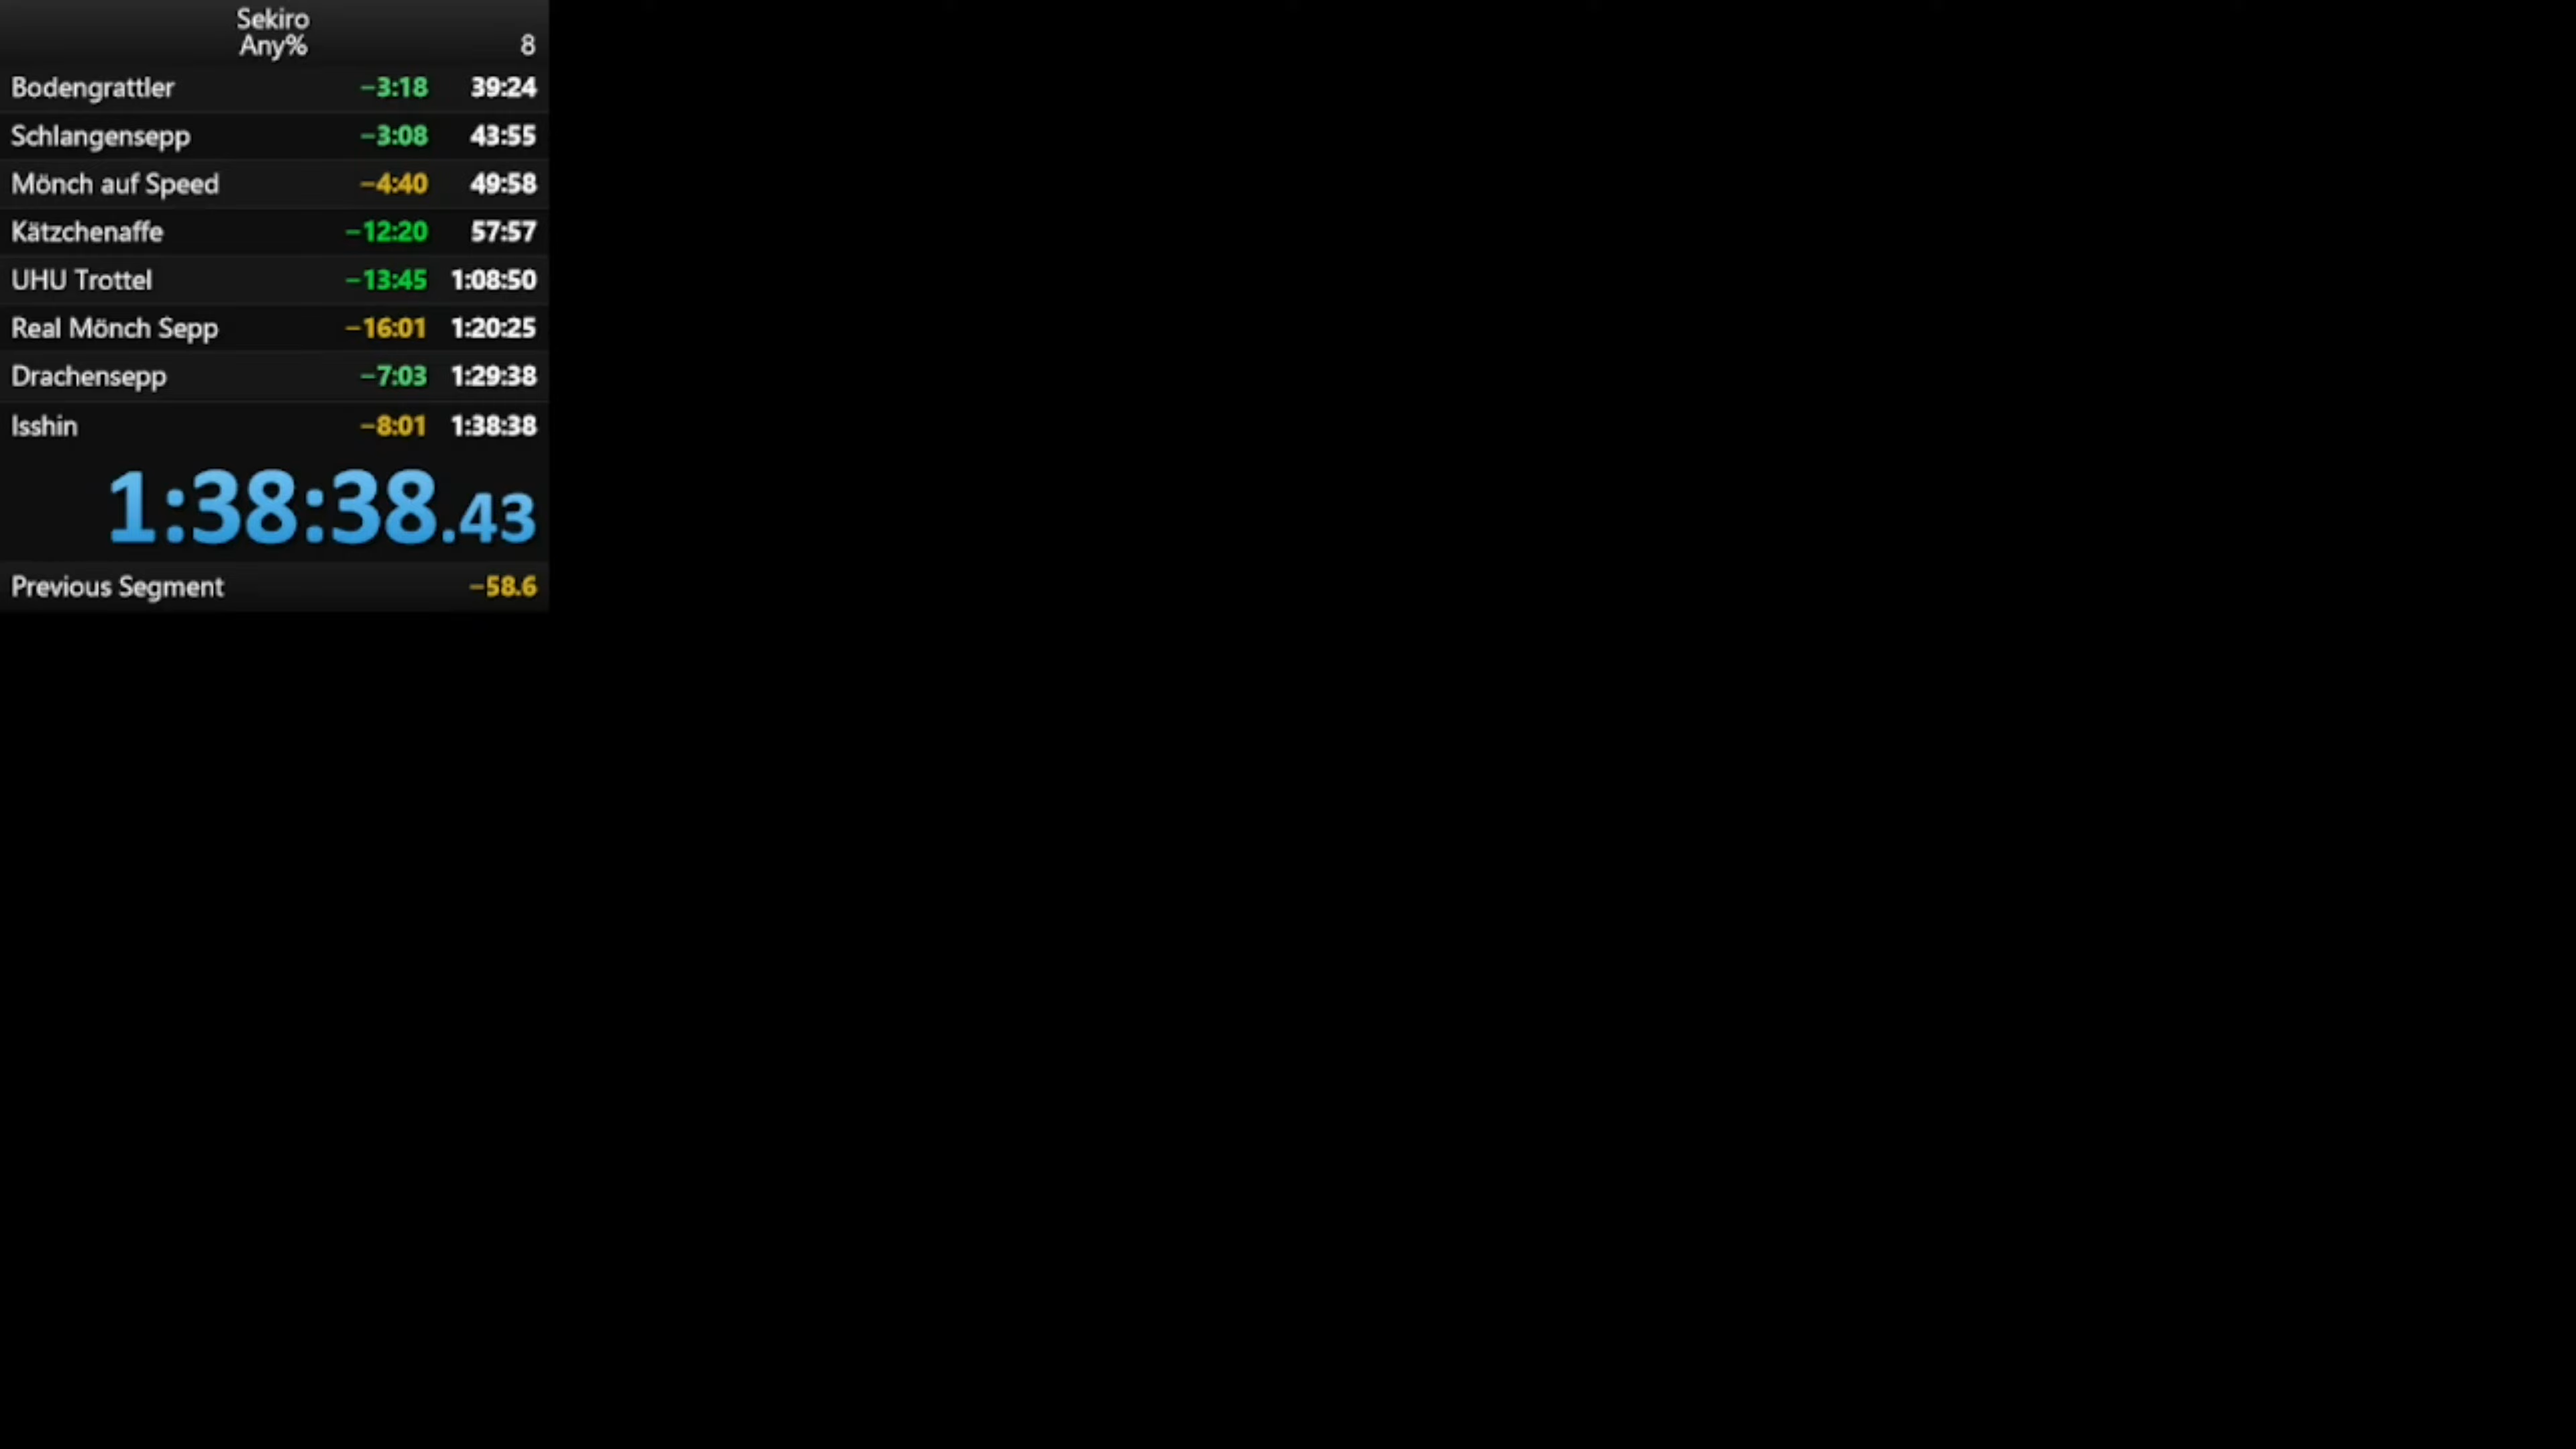 Sekiro
Any% 8
Bodengrattler −3:18 39:24
Schlangensepp −3:08 43:55
Mönch auf Speed −4:40 49:58
Kätzchenaffe −12:20 57:57
UHU Trottel −13:45 1:08:50
Real Mönch Sepp −16:01 1:20:25
Drachensepp −7:03 1:29:38
Isshin −8:01 1:38:38
1:38:38.43
Previous Segment −58.6